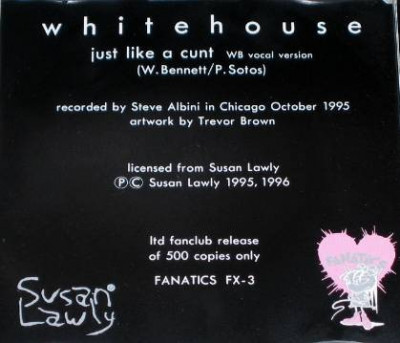 whitehouse
just like a cunt WB vocal version
(W.Bennett/P.Sotos)
recorded by Steve Albini in Chicago October 1995
artwork by Trevor Brown
licensed from Susan Lawly
ⓅⒸ Susan Lawly 1995, 1996
ltd fanclub release
of 500 copies only
FANATICS FX-3
FANATICS
Susan
Lawly